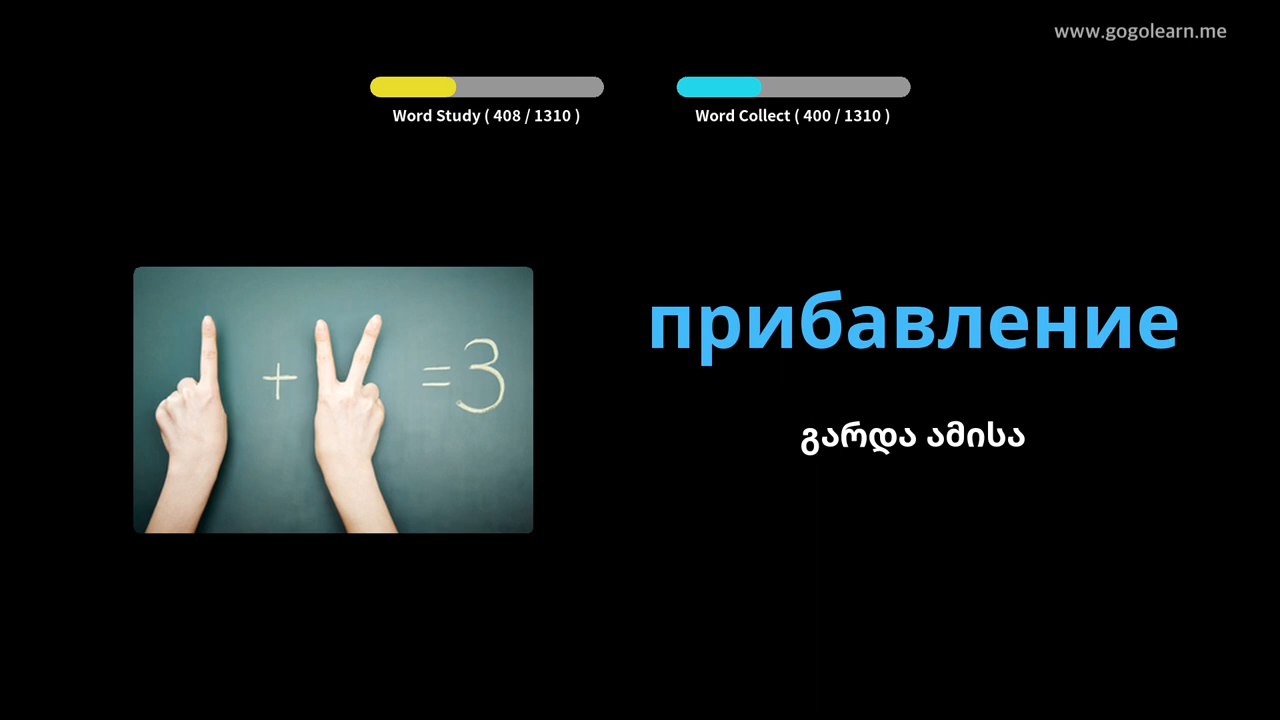 www.gogolearn.me
Word Study ( 408 / 1310 )
Word Collect ( 400 / 1310 )
+ = 3
прибавление
გარდა ამისა